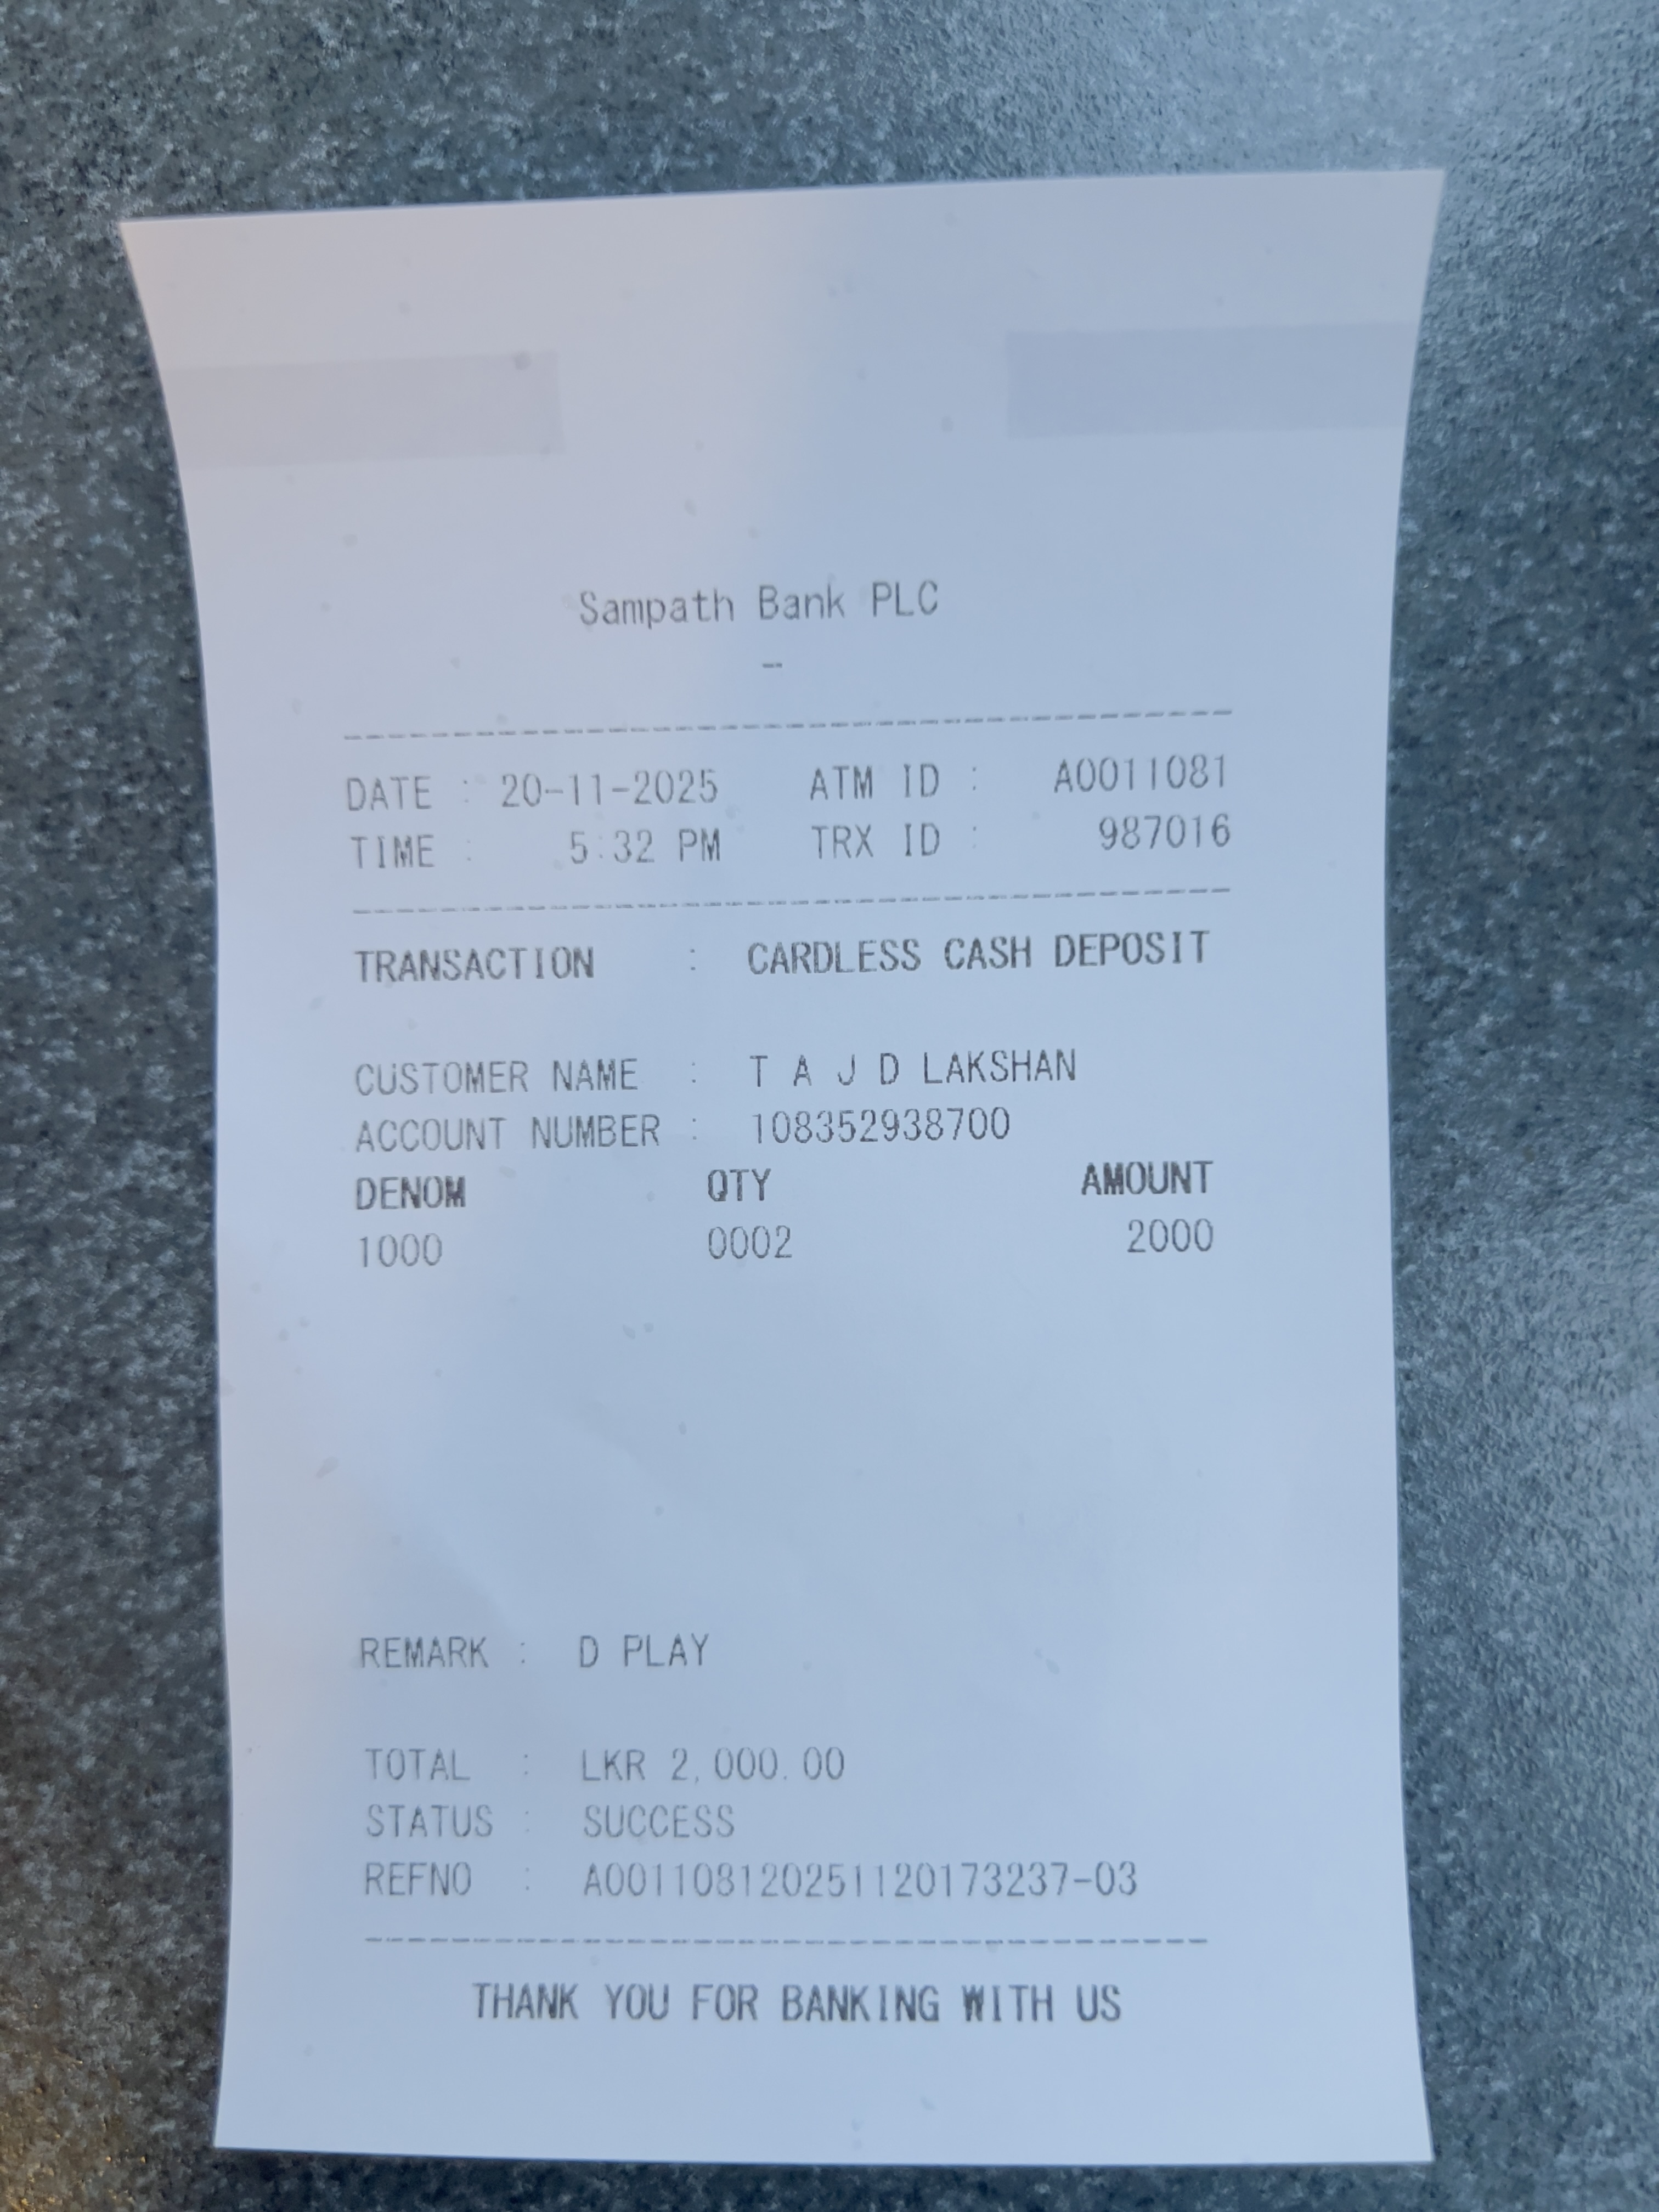 Sampath Bank PLC
-
DATE : 20-11-2025 ATM ID : A0011081
TIME : 5:32 PM TRX ID : 987016
TRANSACTION : CARDLESS CASH DEPOSIT
CUSTOMER NAME : T A J D LAKSHAN
ACCOUNT NUMBER : 108352938700
DENOM QTY AMOUNT
1000 0002 2000
REMARK : D PLAY
TOTAL : LKR 2,000.00
STATUS : SUCCESS
REFNO : A001108120251120173237-03
THANK YOU FOR BANKING WITH US